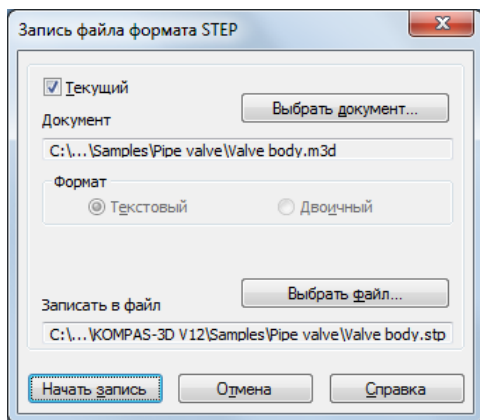 Запись файла формата STEP
Текущий
Выбрать документ...
Документ
C:\...\Samples\Pipe valve\Valve body.m3d
Формат
Текстовый
Двоичный
Выбрать файл...
Записать в файл
C:\...\KOMPAS-3D V12\Samples\Pipe valve\Valve body.stp
Начать запись
Отмена
Справка